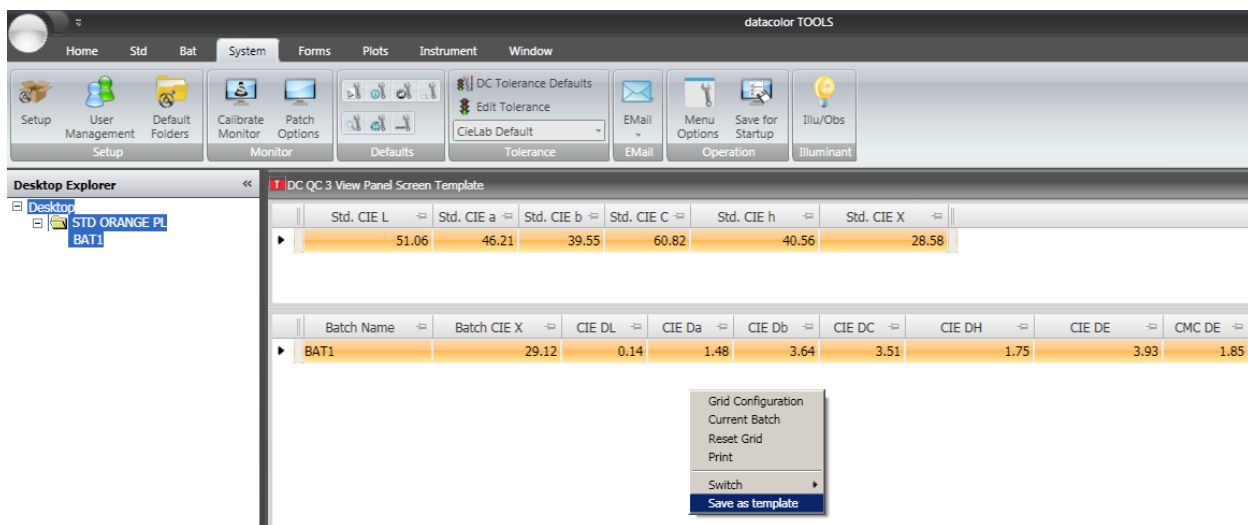 datacolor TOOLS
Home Std Bat System Forms Plots Instrument Window
DC Tolerance Defaults
Edit Tolerance
CieLab Default
Setup User Management Default Folders Calibrate Monitor Patch Options EMail Menu Options Save for Startup Illu/Obs
Setup Monitor Defaults Tolerance EMail Operation Illuminant
Desktop Explorer «
Desktop
STD ORANGE PL
BAT1
T DC QC 3 View Panel Screen Template
Std. CIE L Std. CIE a Std. CIE b Std. CIE C Std. CIE h Std. CIE X
51.06 46.21 39.55 60.82 40.56 28.58
Batch Name Batch CIE X CIE DL CIE Da CIE Db CIE DC CIE DH CIE DE CMC DE
BAT1 29.12 0.14 1.48 3.64 3.51 1.75 3.93 1.85
Grid Configuration
Current Batch
Reset Grid
Print
Switch
Save as template